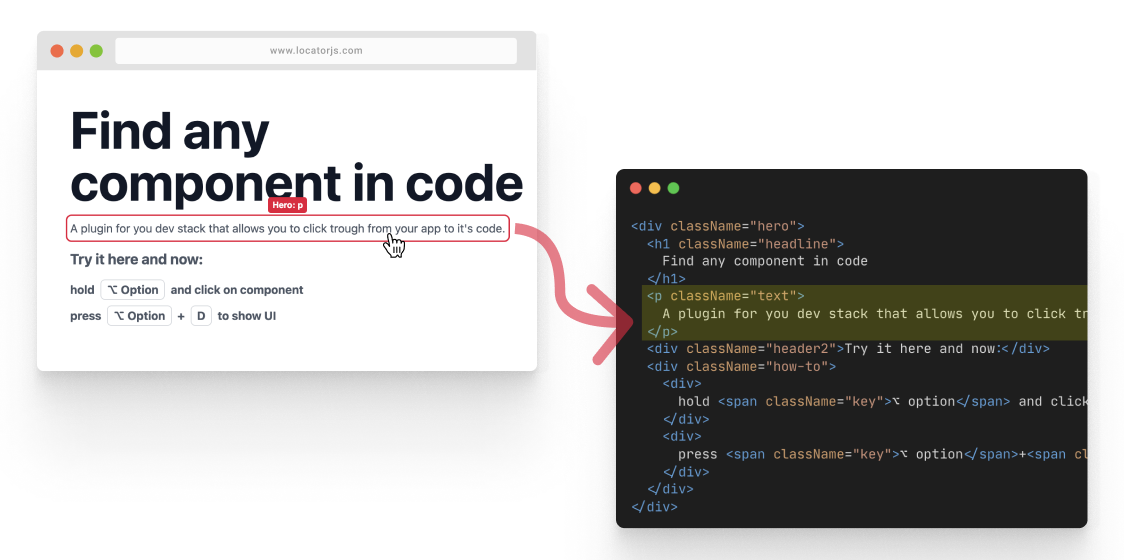 www.locatorjs.com
Find any
component in code
Hero: p
A plugin for you dev stack that allows you to click trough from your app to it's code.
Try it here and now:
hold ⌥ Option and click on component
press ⌥ Option + D to show UI
<div className="hero">
<h1 className="headline">
Find any component in code
</h1>
<p className="text">
A plugin for you dev stack that allows you to click tr
</p>
<div className="header2">Try it here and now:</div>
<div className="how-to">
<div>
hold <span className="key">⌥ option</span> and click
</div>
<div>
press <span className="key">⌥ option</span>+<span cl
</div>
</div>
</div>